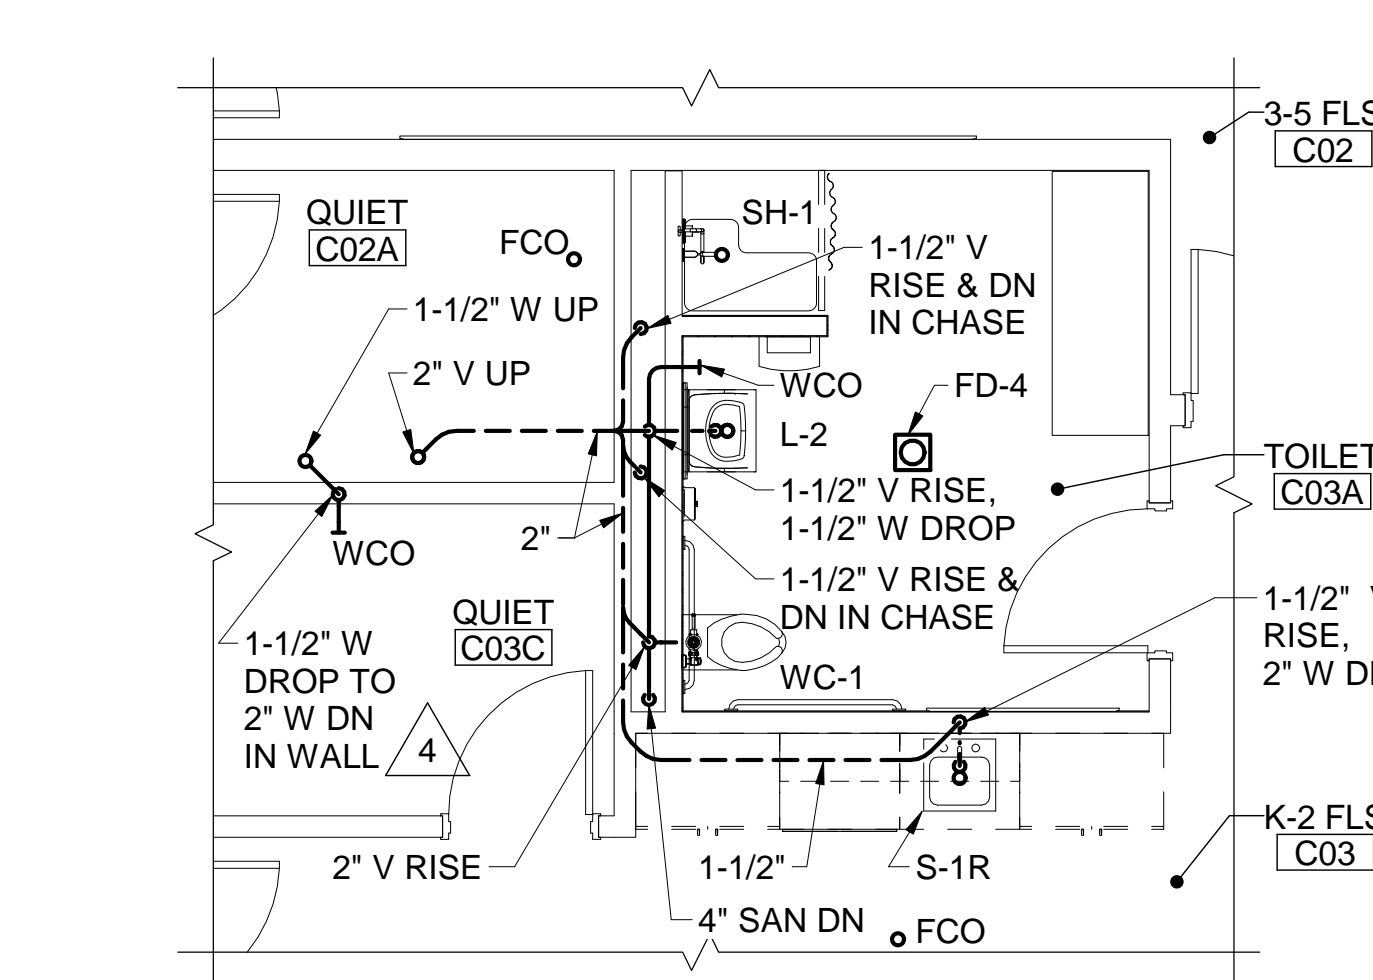 3-5 FLS
C02
QUIET
C02A
FCO
SH-1
1-1/2" V
RISE & DN
IN CHASE
1-1/2" W UP
2" V UP
WCO
FD-4
L-2
TOILET
C03A
1-1/2" V RISE,
1-1/2" W DROP
2"
WCO
1-1/2" V RISE &
DN IN CHASE
QUIET
C03C
1-1/2"
RISE,
2" W
1-1/2" W
DROP TO
2" W DN
IN WALL
4
WC-1
K-2 FLS
C03
2" V RISE
1-1/2"
S-1R
4" SAN DN
FCO